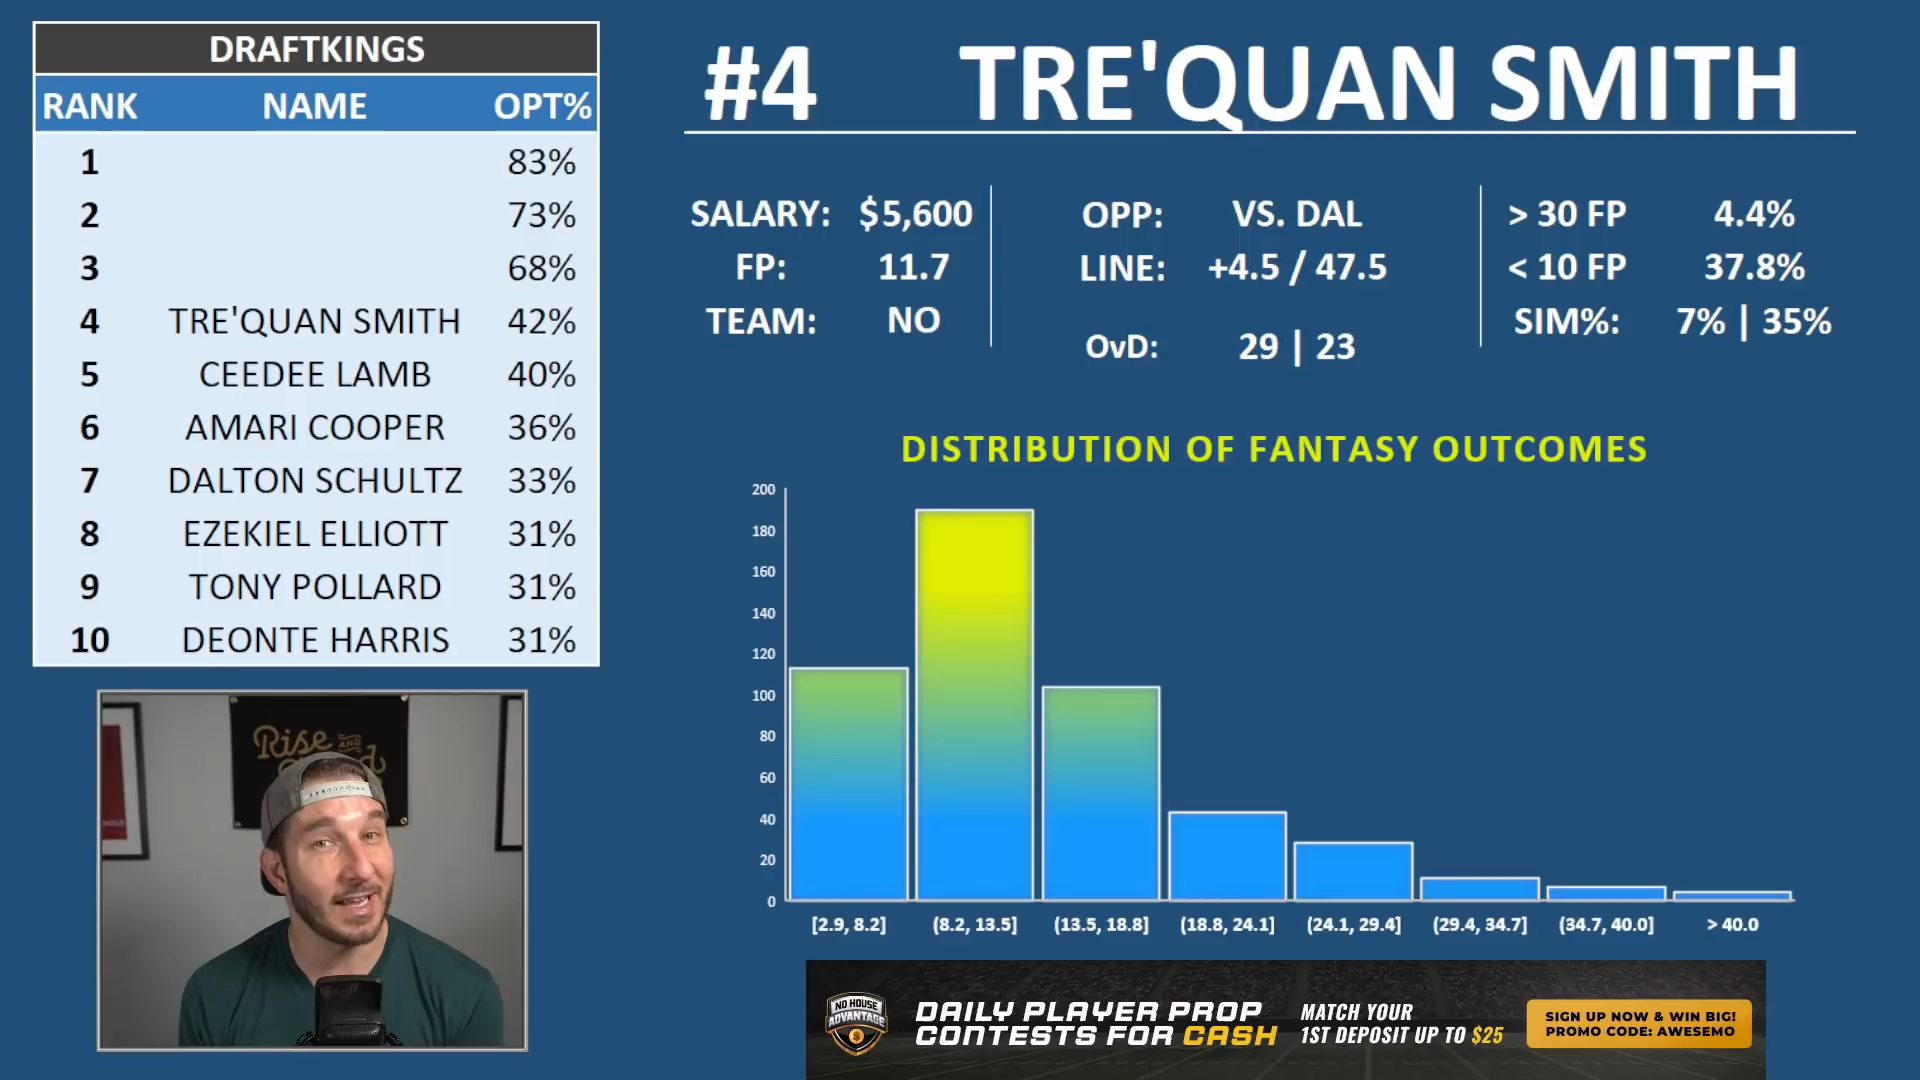 DRAFTKINGS
RANK NAME OPT%
1 83%
2 73%
3 68%
4 TRE'QUAN SMITH 42%
5 CEEDEE LAMB 40%
6 AMARI COOPER 36%
7 DALTON SCHULTZ 33%
8 EZEKIEL ELLIOTT 31%
9 TONY POLLARD 31%
10 DEONTE HARRIS 31%
Rise AND
#4 TRE'QUAN SMITH
SALARY: $5,600
FP: 11.7
TEAM: NO
OPP: VS. DAL
LINE: +4.5 / 47.5
OvD: 29 | 23
> 30 FP 4.4%
< 10 FP 37.8%
SIM%: 7% | 35%
DISTRIBUTION OF FANTASY OUTCOMES
200
180
160
140
120
100
80
60
40
20
0
[2.9, 8.2] (8.2, 13.5] (13.5, 18.8] (18.8, 24.1] (24.1, 29.4] (29.4, 34.7] (34.7, 40.0] > 40.0
NO HOUSE
ADVANTAGE
DAILY PLAYER PROP
CONTESTS FOR CASH
MATCH YOUR
1ST DEPOSIT UP TO $25
SIGN UP NOW & WIN BIG!
PROMO CODE: AWESEMO